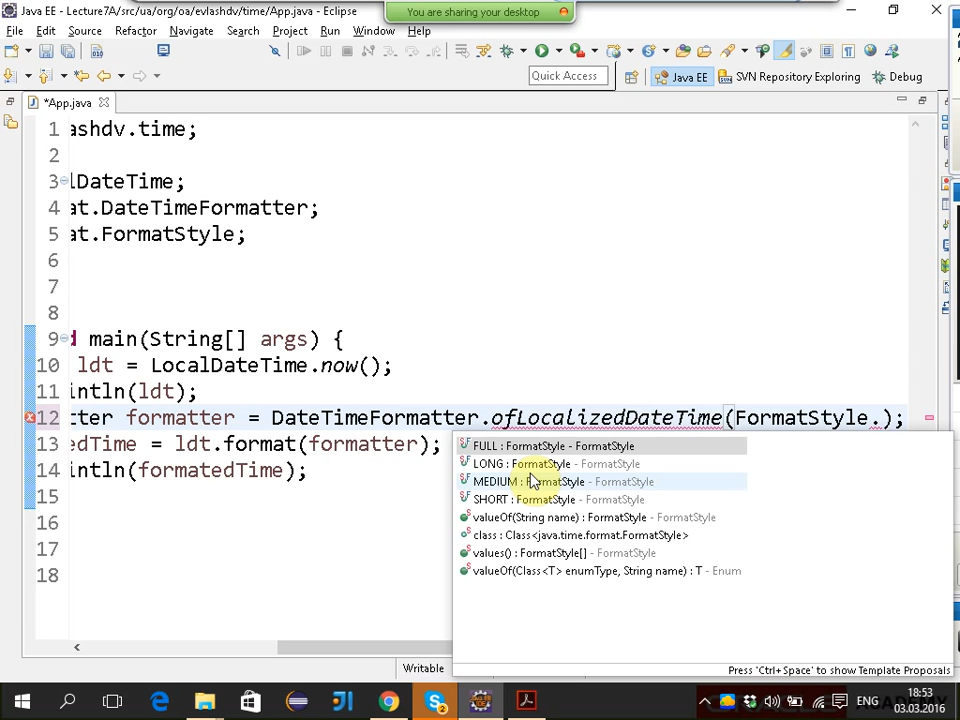 Java EE - Lecture7A/src/ua/org/oa/evlashdv/time/App.java - Eclipse
You are sharing your desktop
File Edit Source Refactor Navigate Search Project Run Window Help
Quick Access
Java EE
SVN Repository Exploring
Debug
*App.java
1 ashdv.time;
2
3 lDateTime;
4 at.DateTimeFormatter;
5 at.FormatStyle;
6
7
8
9 d main(String[] args) {
10 ldt = LocalDateTime.now();
11 intln(ldt);
12 tter formatter = DateTimeFormatter.ofLocalizedDateTime(FormatStyle.);
13 edTime = ldt.format(formatter);
14 intln(formatedTime);
15
16
17
18
FULL : FormatStyle - FormatStyle
LONG : FormatStyle - FormatStyle
MEDIUM : FormatStyle - FormatStyle
SHORT : FormatStyle - FormatStyle
valueOf(String name) : FormatStyle - FormatStyle
class : Class<java.time.format.FormatStyle>
values() : FormatStyle[] - FormatStyle
valueOf(Class<T> enumType, String name) : T - Enum
Press 'Ctrl+Space' to show Template Proposals
Writable
ENG
18:53
03.03.2016